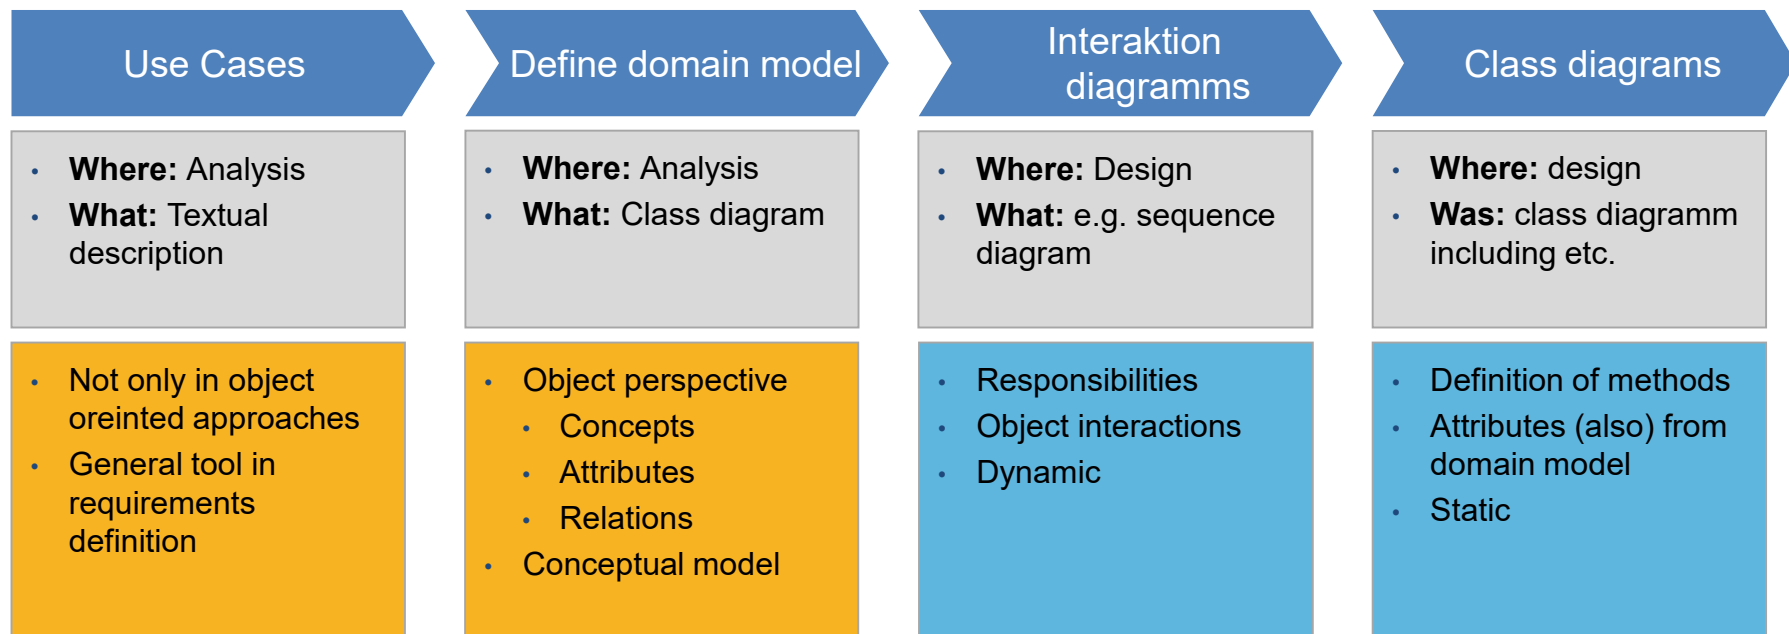 Use Cases
Define domain model
Interaktion
diagramms
Class diagrams
• Where: Analysis
• What: Textual
description
• Where: Analysis
• What: Class diagram
• Where: Design
• What: e.g. sequence
diagram
• Where: design
• Was: class diagramm
including etc.
• Not only in object
oreinted approaches
• General tool in
requirements
definition
• Object perspective
• Concepts
• Attributes
• Relations
• Conceptual model
• Responsibilities
• Object interactions
• Dynamic
• Definition of methods
• Attributes (also) from
domain model
• Static